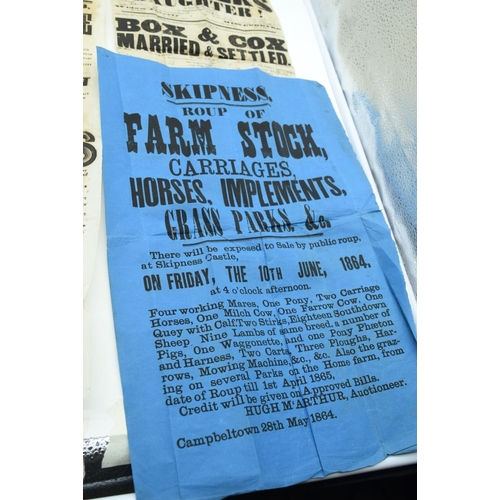 DAUGHTER!
BOX & COX
MARRIED & SETTLED.
SKIPNESS,
ROUP OF
FARM STOCK,
CARRIAGES,
HORSES, IMPLEMENTS,
GRASS PARKS, &c.
There will be exposed to Sale by public roup,
at Skipness Castle,
ON FRIDAY, THE 10TH JUNE, 1864,
at 4 o'clock afternoon.
Four working Mares, One Pony, Two Carriage
Horses, One Milch Cow, One Farrow Cow, One
Quey with Calf, Two Stirks, Eighteen Southdown
Sheep Nine Lambs of same breed, a number of
Pigs, One Waggonette, and one Pony Phæton
and Harness, Two Carts, Three Ploughs, Har-
rows, Mowing Machine, &c., &c. Also the graz-
ing on several Parks on the Home farm, from
date of Roup till 1st April 1865.
Credit will be given on Approved Bills.
HUGH McARTHUR, Auctioneer.
Campbeltown 28th May 1864.